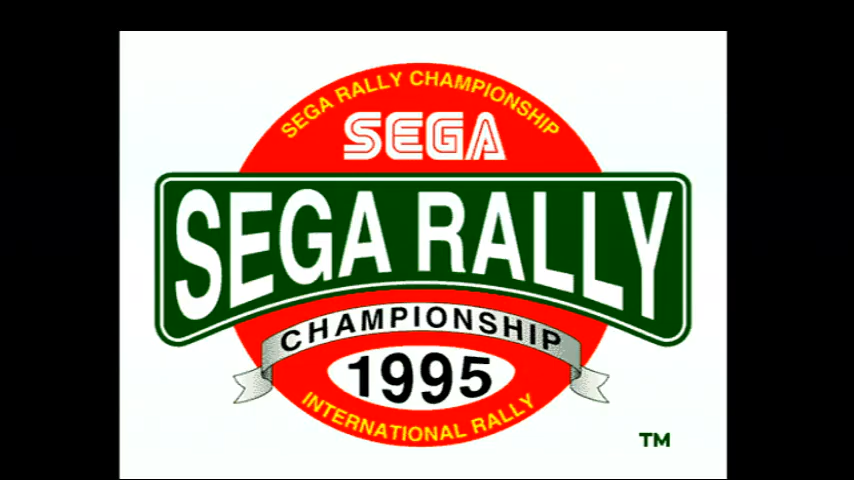 SEGA RALLY CHAMPIONSHIP
SEGA
SEGA RALLY
CHAMPIONSHIP
1995
INTERNATIONAL RALLY
TM